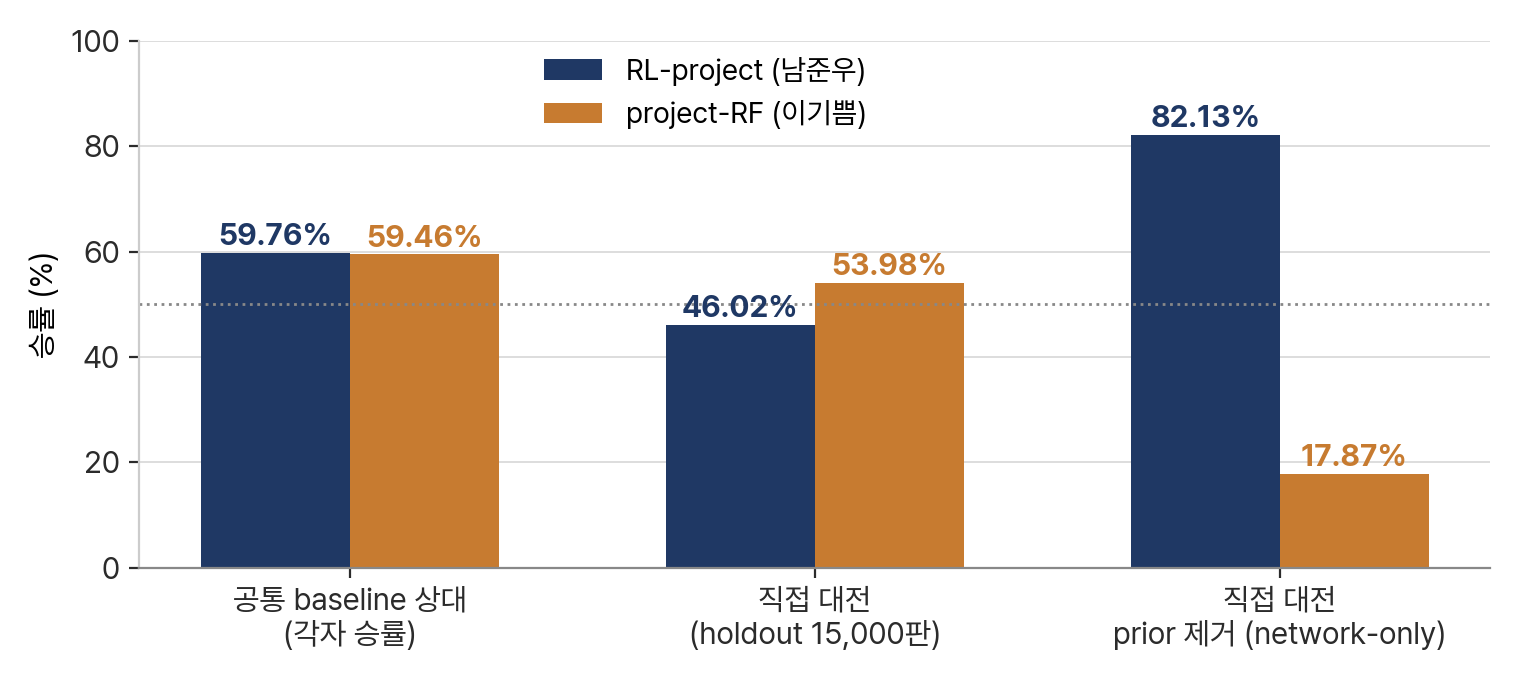 100
80
60
40
20
0
승률 (%)
RL-project (남준우)
project-RF (이기쁨)
59.76%
59.46%
46.02%
53.98%
82.13%
17.87%
공통 baseline 상대
(각자 승률)
직접 대전
(holdout 15,000판)
직접 대전
prior 제거 (network-only)